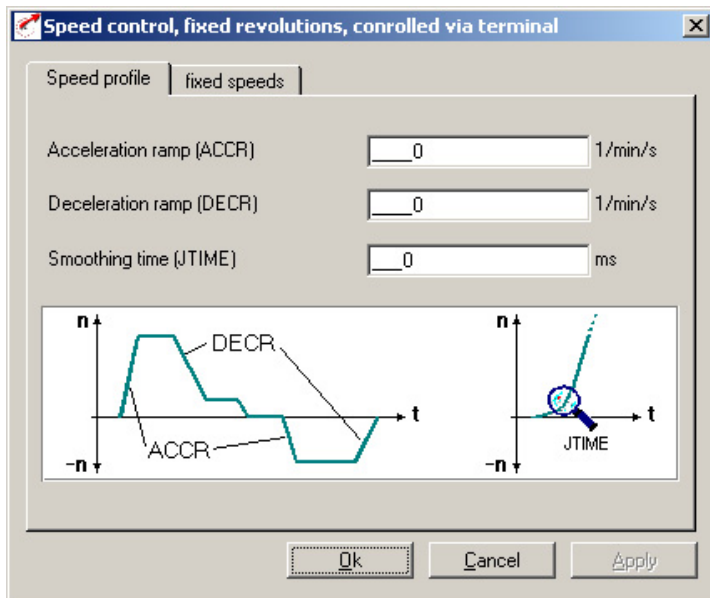 Speed control, fixed revolutions, conrolled via terminal
Speed profile
fixed speeds
Acceleration ramp (ACCR) ____0 1/min/s
Deceleration ramp (DECR) ____0 1/min/s
Smoothing time (JTIME) ___0 ms
n n
DECR
t t
ACCR JTIME
-n -n
Ok Cancel Apply